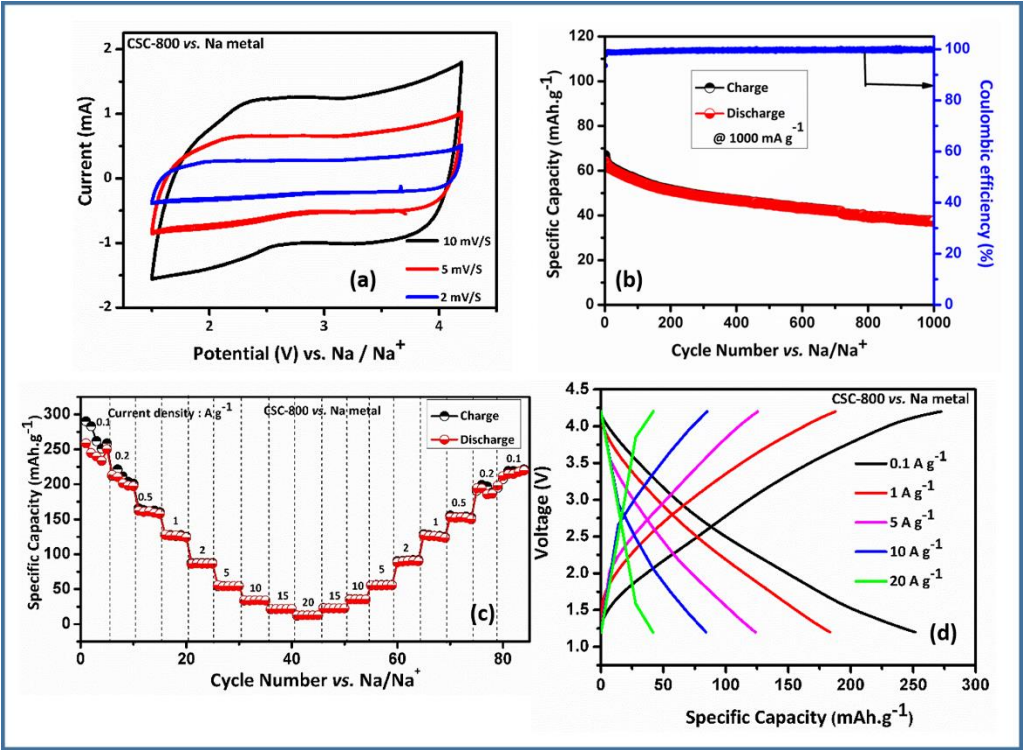 CSC-800 vs. Na metal
2
1
0
-1
-2
Current (mA)
10 mV/S
5 mV/S
2 mV/S
(a)
2
3
4
Potential (V) vs. Na / Na+
120
100
80
60
40
20
0
Specific Capacity (mAh.g-1)
Charge
Discharge
@ 1000 mA g-1
(b)
100
80
60
40
20
0
Coulombic efficiency (%)
0
200
400
600
800
1000
Cycle Number vs. Na/Na+
300
250
200
150
100
50
0
Specific Capacity (mAh.g-1)
Current density : A g-1
CSC-800 vs. Na metal
Charge
Discharge
0.1
0.2
0.5
1
2
5
10
15
20
15
10
5
2
1
0.5
0.2
0.1
(c)
0
20
40
60
80
Cycle Number vs. Na/Na+
4.5
4.0
3.5
3.0
2.5
2.0
1.5
1.0
Voltage (V)
CSC-800 vs. Na metal
0.1 A g-1
1 A g-1
5 A g-1
10 A g-1
20 A g-1
(d)
0
50
100
150
200
250
300
Specific Capacity (mAh.g-1)